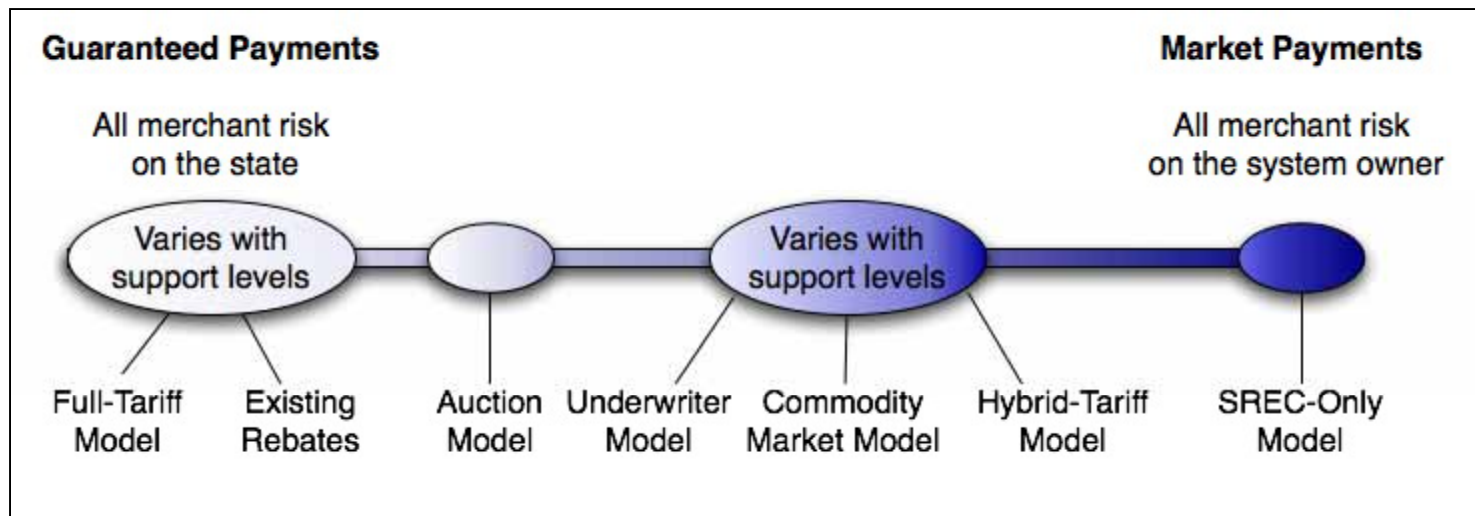 Guaranteed Payments
Market Payments
All merchant risk
on the state
All merchant risk
on the system owner
Varies with
support levels
Varies with
support levels
Full-Tariff
Model
Existing
Rebates
Auction
Model
Underwriter
Model
Commodity
Market Model
Hybrid-Tariff
Model
SREC-Only
Model